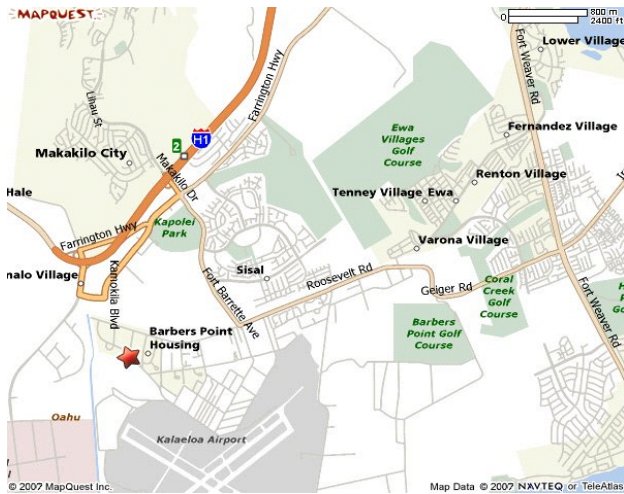 MAPQUEST
800 m
0
2400 ft
Lower Village
Fort Weaver Rd
Farrington Hwy
Lihau St
H1
2
Ewa
Villages
Golf
Course
Fernandez Village
Makakilo City
Makakilo Dr
Renton Village
Hale
Tenney Village
Ewa
Kapolei
Park
Farrington Hwy
Varona Village
nalo Village
Sisal
Roosevelt Rd
Coral
Creek
Golf
Course
Geiger Rd
Fort Weaver Rd
Kamokila Blvd
Fort Barrette Ave
Barbers
Point Golf
Course
Barbers Point
Housing
Oahu
Kalaeloa Airport
© 2007 MapQuest Inc.
Map Data © 2007 NAVTEQ or TeleAtlas